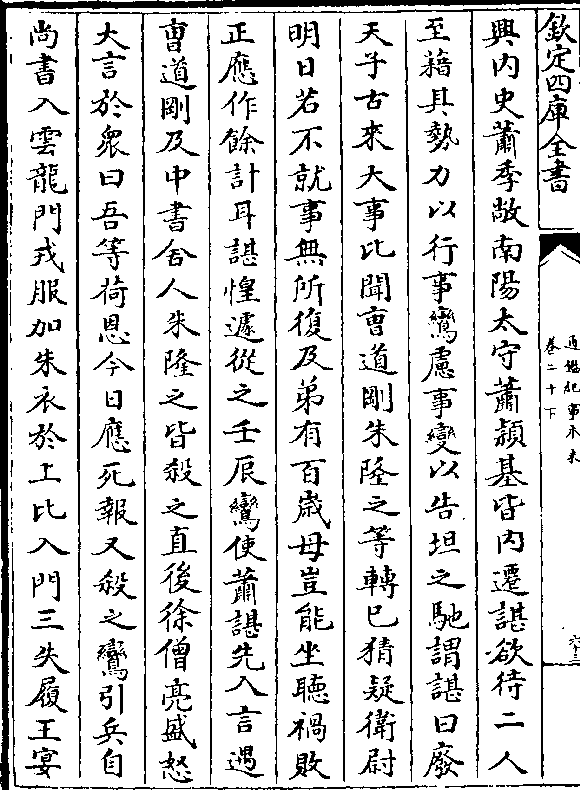 欽定四庫全書
通鑑紀事本末
卷二十下
六十三
興内史蕭季敞南陽太守蕭頴基皆内遷諶欲待二人
至藉其勢力以行事鸞慮事變以告坦之馳謂諶曰廢
天子古來大事比聞曹道剛朱隆之等轉已猜疑衛尉
明日若不就事無所復及弟有百歲母豈能坐聽禍敗
正應作餘計耳諶惶遽從之壬辰鸞使蕭諶先入言遇
曹道剛及中書舍人朱隆之皆殺之直後徐僧亮盛怒
大言於衆曰吾等荷恩今日應死報又殺之鸞引兵自
尚書入雲龍門戎服加朱衣於上比入門三失履王宴